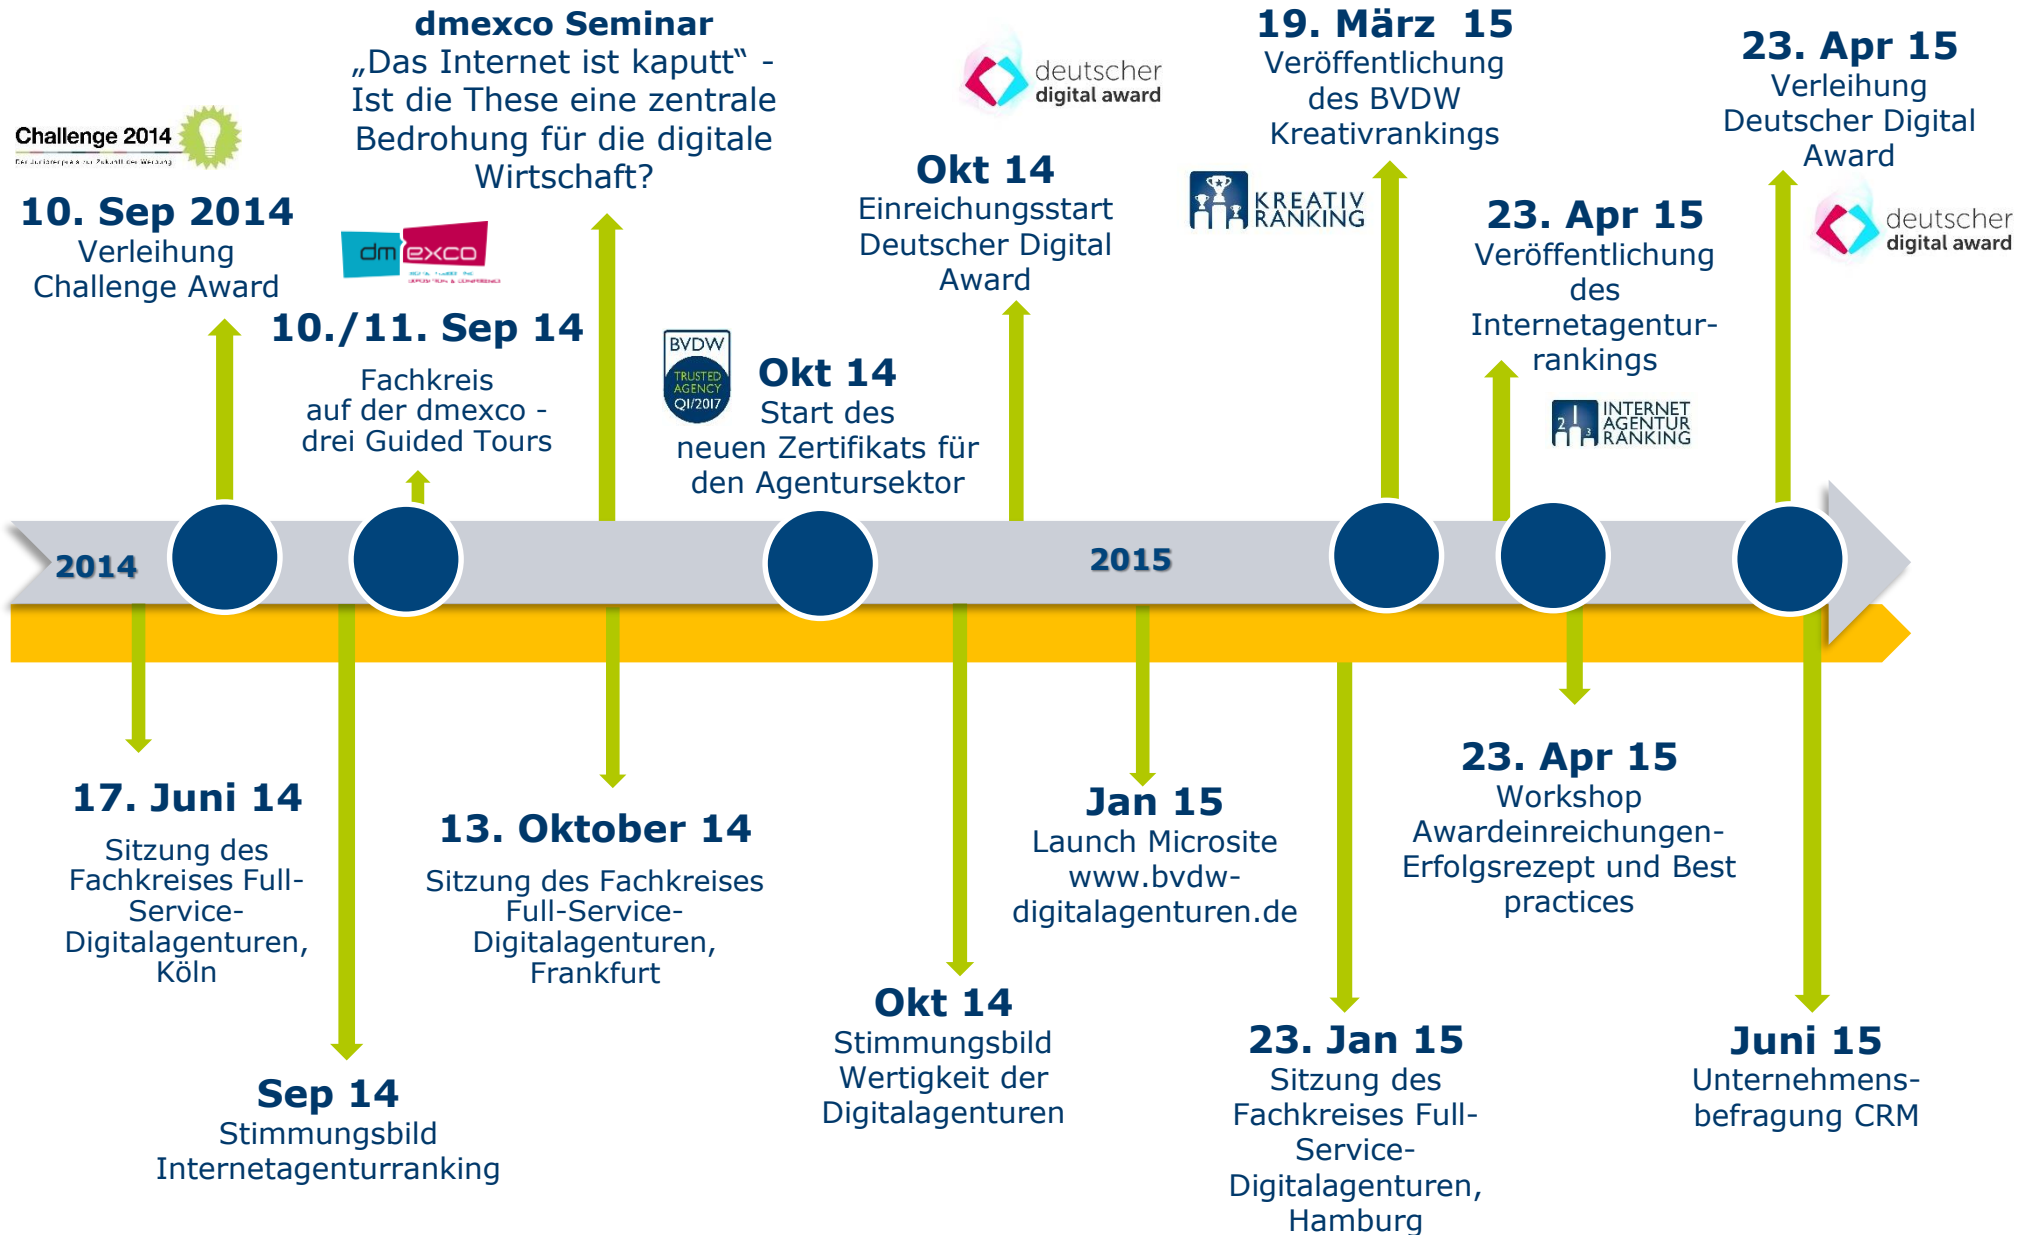 Challenge 2014
10. Sep 2014
Verleihung
Challenge Award
dmexco Seminar
„Das Internet ist kaputt“ -
Ist die These eine zentrale
Bedrohung für die digitale
Wirtschaft?
dmexco
10./11. Sep 14
Fachkreis
auf der dmexco -
drei Guided Tours
BVDW
TRUSTED
AGENCY
QI/2017
Okt 14
Start des
neuen Zertifikats für
den Agentursektor
deutscher
digital award
Okt 14
Einreichungsstart
Deutscher Digital
Award
19. März 15
Veröffentlichung
des BVDW
Kreativrankings
KREATIV
RANKING
23. Apr 15
Veröffentlichung
des
Internetagentur-
rankings
2 1 3
INTERNET
AGENTUR
RANKING
23. Apr 15
Verleihung
Deutscher Digital
Award
deutscher
digital award
2014
2015
17. Juni 14
Sitzung des
Fachkreises Full-
Service-
Digitalagenturen,
Köln
Sep 14
Stimmungsbild
Internetagenturranking
13. Oktober 14
Sitzung des Fachkreises
Full-Service-
Digitalagenturen,
Frankfurt
Okt 14
Stimmungsbild
Wertigkeit der
Digitalagenturen
Jan 15
Launch Microsite
www.bvdw-
digitalagenturen.de
23. Jan 15
Sitzung des
Fachkreises Full-
Service-
Digitalagenturen,
Hamburg
23. Apr 15
Workshop
Awardeinreichungen-
Erfolgsrezept und Best
practices
Juni 15
Unternehmens-
befragung CRM